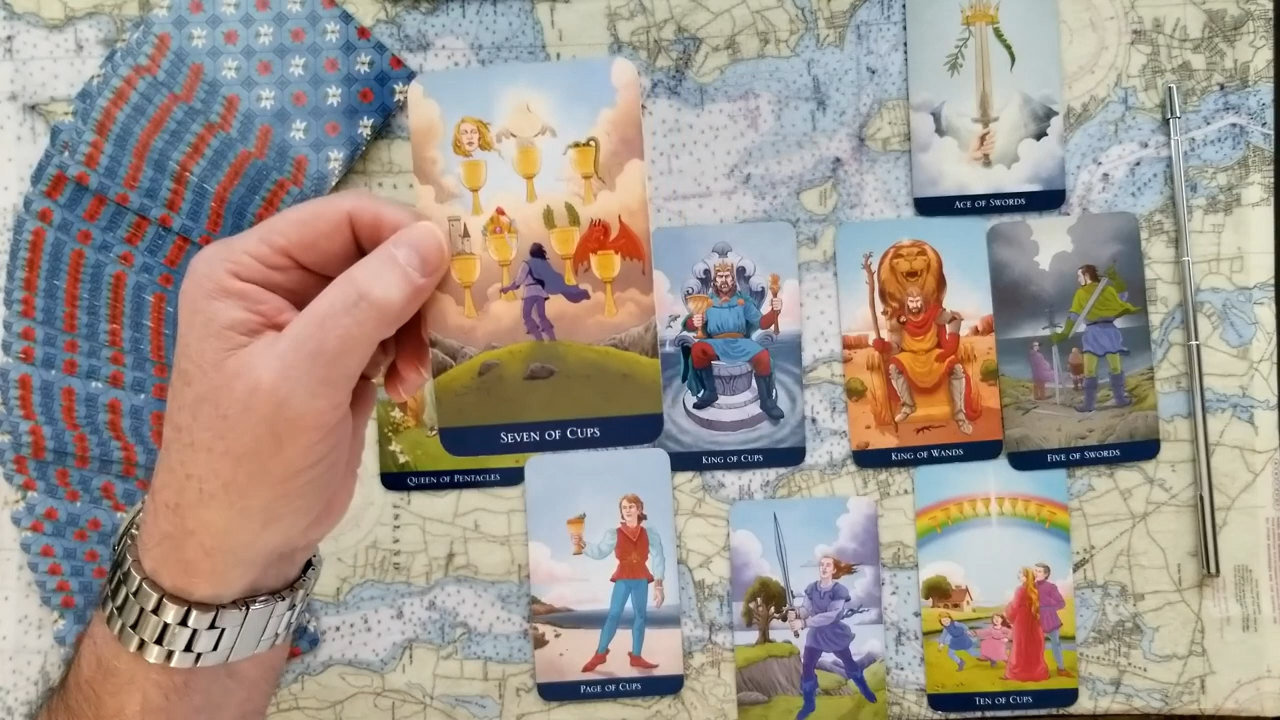 ACE OF SWORDS
SEVEN OF CUPS
KING OF CUPS
KING OF WANDS
FIVE OF SWORDS
QUEEN OF PENTACLES
PAGE OF CUPS
TEN OF CUPS